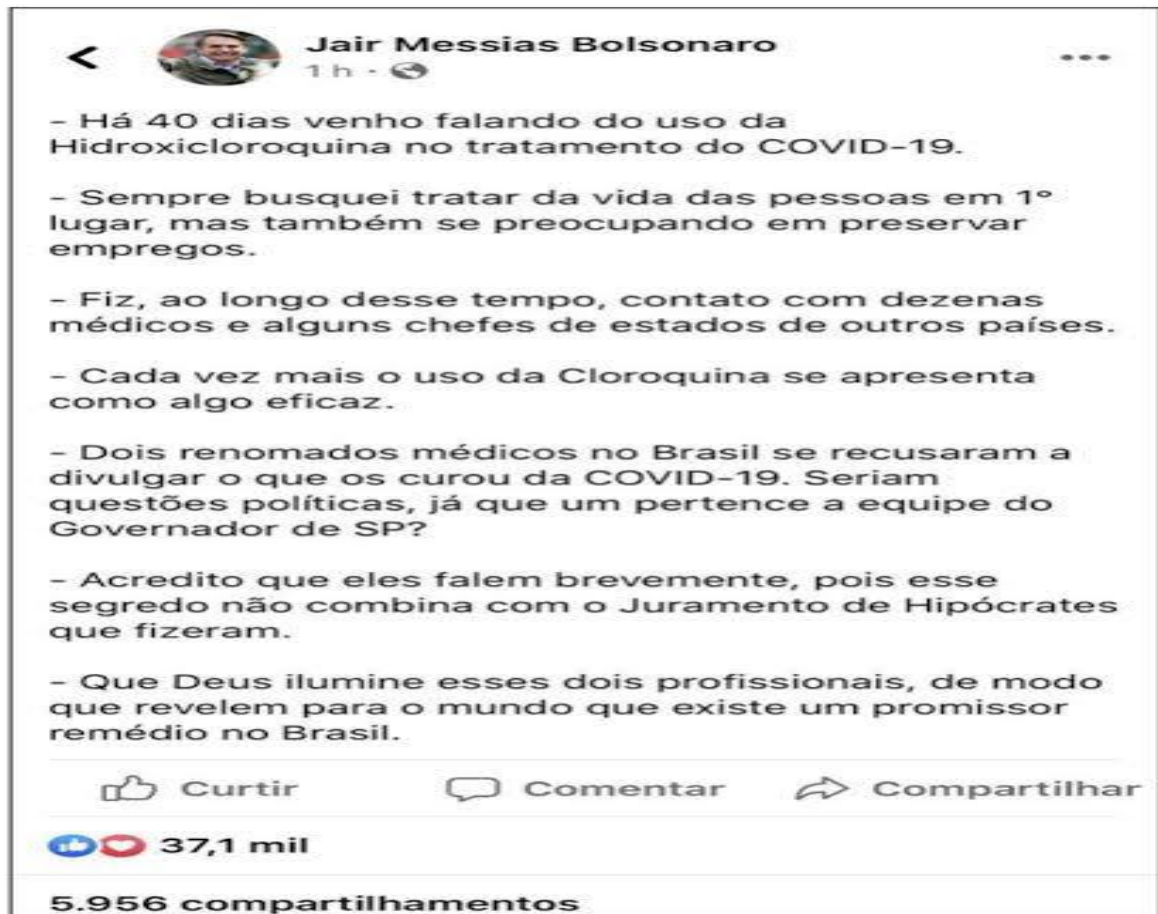 Jair Messias Bolsonaro
1 h ·
- Há 40 dias venho falando do uso da
Hidroxicloroquina no tratamento do COVID-19.
- Sempre busquei tratar da vida das pessoas em 1º
lugar, mas também se preocupando em preservar
empregos.
- Fiz, ao longo desse tempo, contato com dezenas
médicos e alguns chefes de estados de outros países.
- Cada vez mais o uso da Cloroquina se apresenta
como algo eficaz.
- Dois renomados médicos no Brasil se recusaram a
divulgar o que os curou da COVID-19. Seriam
questões políticas, já que um pertence a equipe do
Governador de SP?
- Acredito que eles falem brevemente, pois esse
segredo não combina com o Juramento de Hipócrates
que fizeram.
- Que Deus ilumine esses dois profissionais, de modo
que revelem para o mundo que existe um promissor
remédio no Brasil.
Curtir Comentar Compartilhar
37,1 mil
5.956 compartilhamentos